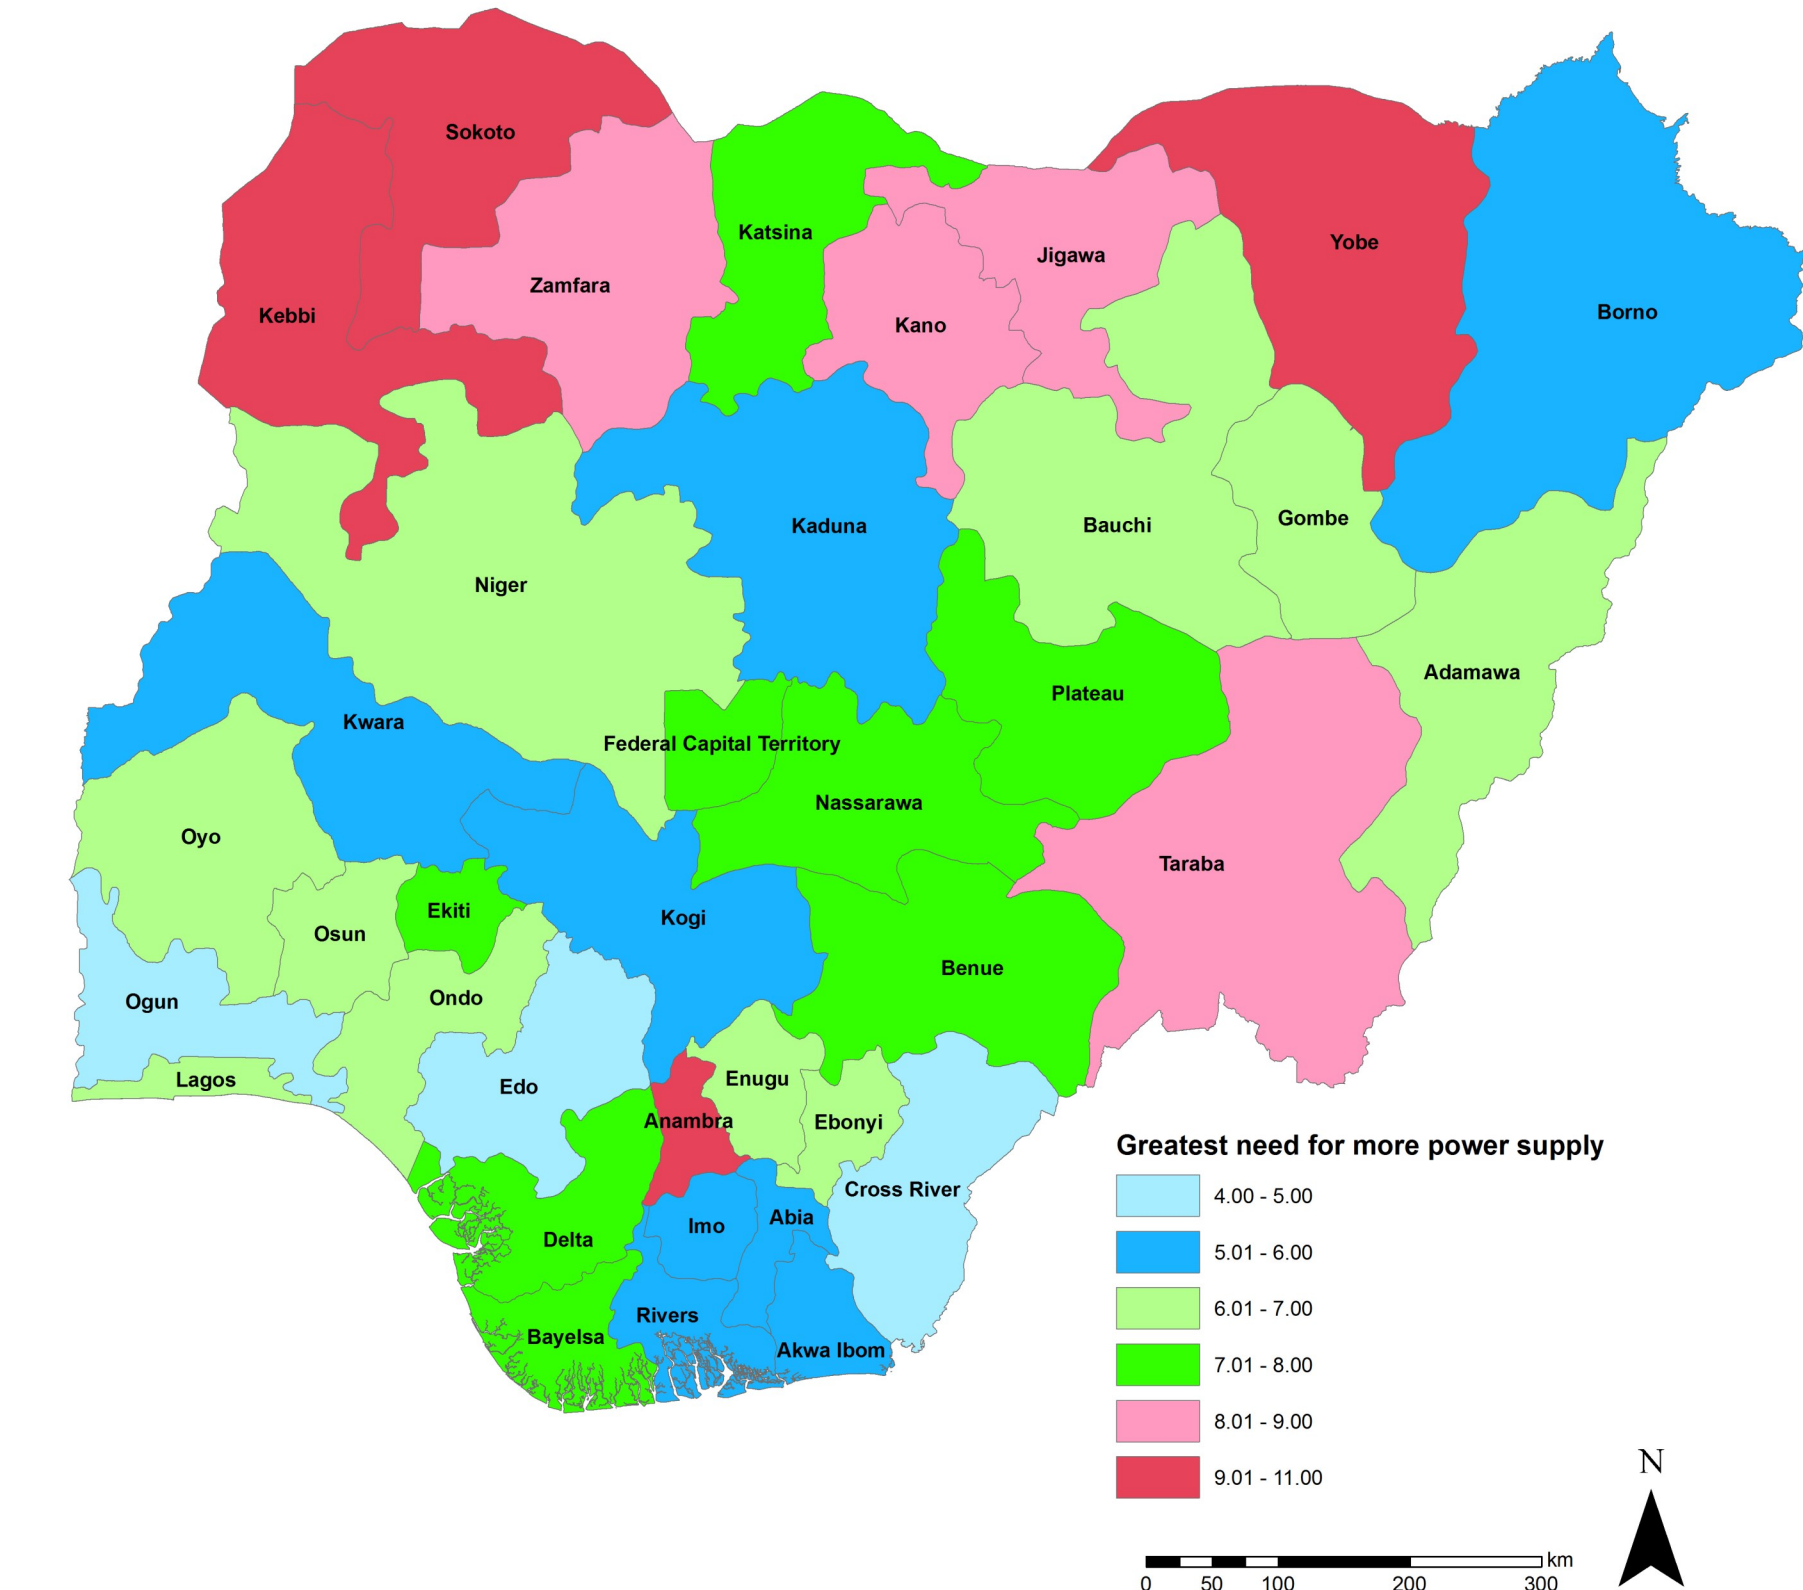 Sokoto
Katsina
Yobe
Jigawa
Zamfara
Borno
Kebbi
Kano
Gombe
Bauchi
Kaduna
Niger
Adamawa
Plateau
Kwara
Federal Capital Territory
Nassarawa
Oyo
Taraba
Ekiti
Kogi
Osun
Benue
Ondo
Ogun
Lagos
Enugu
Edo
Anambra
Ebonyi
Cross River
Abia
Imo
Delta
Rivers
Bayelsa
Akwa Ibom
Greatest need for more power supply
4.00 - 5.00
5.01 - 6.00
6.01 - 7.00
7.01 - 8.00
8.01 - 9.00
9.01 - 11.00
N
km
0 50 100 200 300